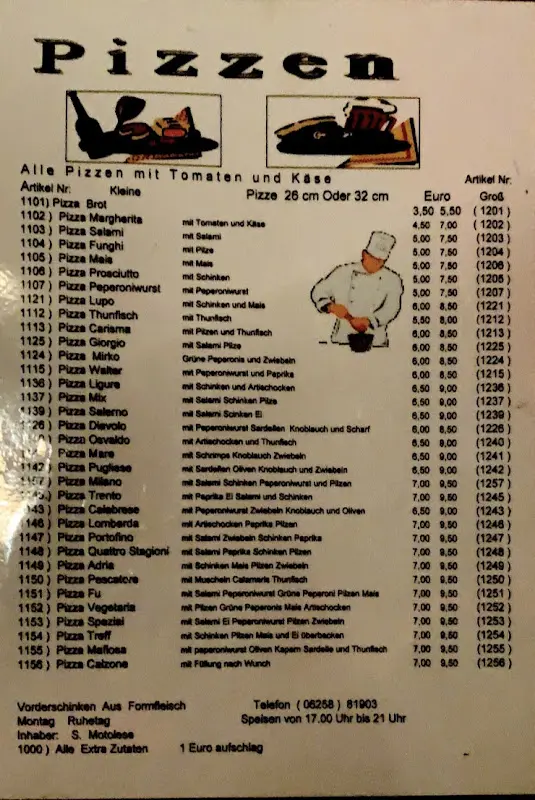 Pizzen
Alle Pizzen mit Tomaten und Käse
Artikel Nr: Kleine Pizze 26 cm Oder 32 cm Euro Artikel Nr. Groß
1101) Pizza Brot 3,50 5,50 (1201)
1102) Pizza Margherita mit Tomaten und Käse 4,50 7,00 (1202)
1103) Pizza Salami mit Salami 5,00 7,50 (1203)
1104) Pizza Funghi mit Pilze 5,00 7,50 (1204)
1105) Pizza Mais mit Mais 5,00 7,50 (1206)
1106) Pizza Prosciutto mit Schinken 5,00 7,50 (1205)
1107) Pizza Peperoniwurst mit Peperoniwurst 5,00 7,50 (1207)
1121) Pizza Lupo mit Schinken und Mais 6,00 8,50 (1221)
1112) Pizza Thunfisch mit Thunfisch 5,50 8,00 (1212)
1113) Pizza Carisma mit Pilzen und Thunfisch 6,00 8,50 (1213)
1125) Pizza Giorgio mit Salami Pilze 6,00 8,50 (1225)
1124) Pizza Mirko Grüne Peperonis und Zwiebeln 6,00 8,50 (1224)
1115) Pizza Walter mit Peperoniwurst und Paprika 6,00 8,50 (1215)
1136) Pizza Ligure mit Schinken und Artischocken 6,50 9,00 (1236)
1137) Pizza Mix mit Salami Schinken Pilze 6,50 9,00 (1237)
1139) Pizza Salerno mit Salami Scinken Ei 6,50 9,00 (1239)
Pizza Diavolo mit Peperoniwurst Sardellen Knoblauch und Scharf 6,00 8,50 (1226)
Pizza Osvaldo mit Artischocken und Thunfisch 6,50 9,00 (1240)
Pizza Mare mit Schrimps Knoblauch Zwiebeln 6,50 9,00 (1241)
1142) Pizza Pugliese mit Sardellen Oliven Knoblauch und Zwiebeln 6,50 9,00 (1242)
Pizza Milano mit Salami Schinken Peperoniwurst und Pilzen 7,00 9,50 (1257)
Pizza Trento mit Paprika Ei Salami und Schinken 7,00 9,50 (1245)
Pizza Calabrese mit Peperoniwurst Zwiebeln Knoblauch und Oliven 6,50 9,00 (1243)
1146) Pizza Lombarda mit Artischocken Paprika Pilzen 7,00 9,50 (1246)
1147) Pizza Portofino mit Salami Zwiebeln Schinken Paprika 7,00 9,50 (1247)
1148) Pizza Quattro Stagioni mit Salami Paprika Schinken Pilzen 7,00 9,50 (1248)
1149) Pizza Adria mit Schinken Mais Pilzen Zwiebeln 7,00 9,50 (1249)
1150) Pizza Pescatore mit Muscheln Calamaris Thunfisch 7,00 9,50 (1250)
1151) Pizza Fu mit Salami Peperoniwurst Grüne Peperoni Pilzen Mais 7,00 9,50 (1251)
1152) Pizza Vegetaria mit Pilzen Grüne Peperonis Mais Artischocken 7,00 9,50 (1252)
1153) Pizza Spezial mit Salami Ei Peperoniwurst Pilzen Zwiebeln 7,00 9,50 (1253)
1154) Pizza Treff mit Schinken Pilzen Mais und Ei überbacken 7,00 9,50 (1254)
1155) Pizza Mafiosa mit peperoniwurst Oliven Kapern Sardelle und Thunfisch 7,00 9,50 (1255)
1156) Pizza Calzone mit Füllung nach Wunch 7,00 9,50 (1256)
Vorderschinken Aus Formfleisch Telefon (06258) 81903
Montag Ruhetag Speisen von 17.00 Uhr bis 21 Uhr
Inhaber: S. Motolese
1000) Alle Extra Zutaten 1 Euro aufschlag